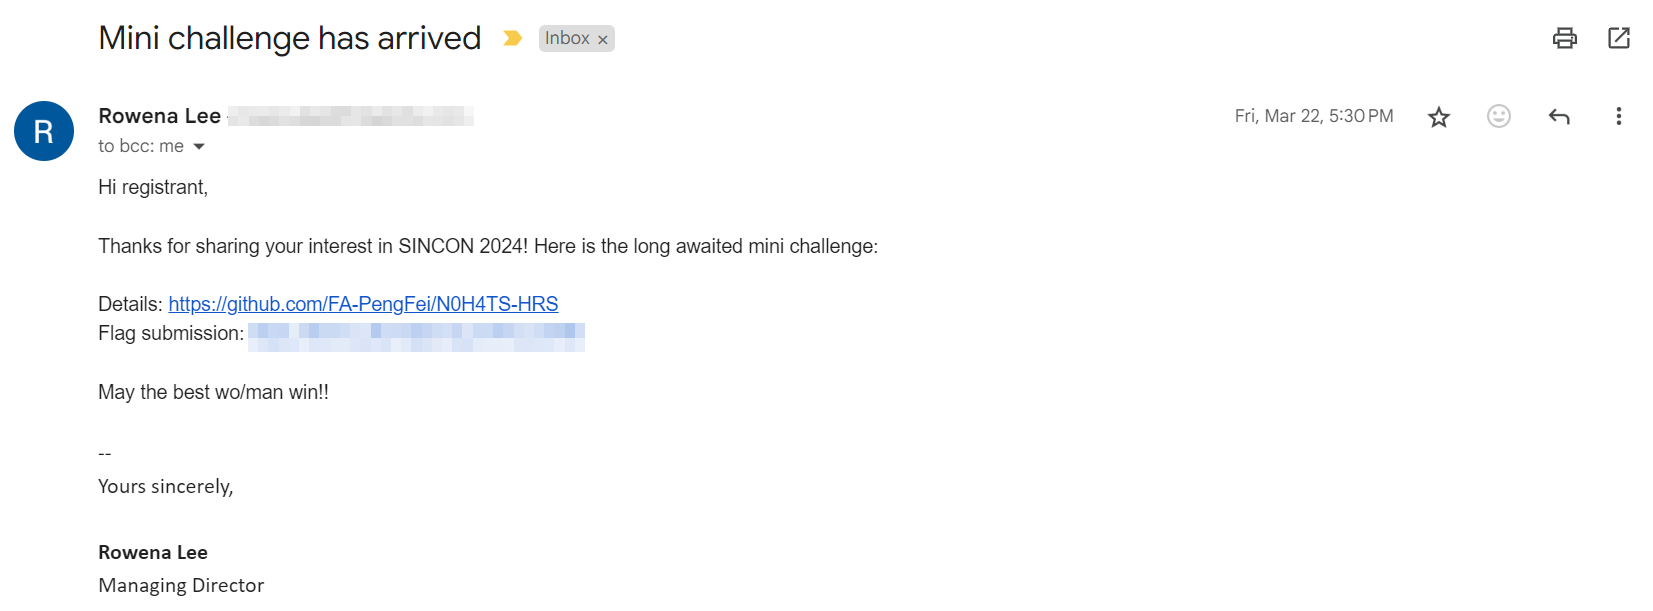 Mini challenge has arrived Inbox ×
Rowena Lee
Fri, Mar 22, 5:30 PM
R
to bcc: me
Hi registrant,
Thanks for sharing your interest in SINCON 2024! Here is the long awaited mini challenge:
Details: https://github.com/FA-PengFei/N0H4TS-HRS
Flag submission:
May the best wo/man win!!
--
Yours sincerely,
Rowena Lee
Managing Director